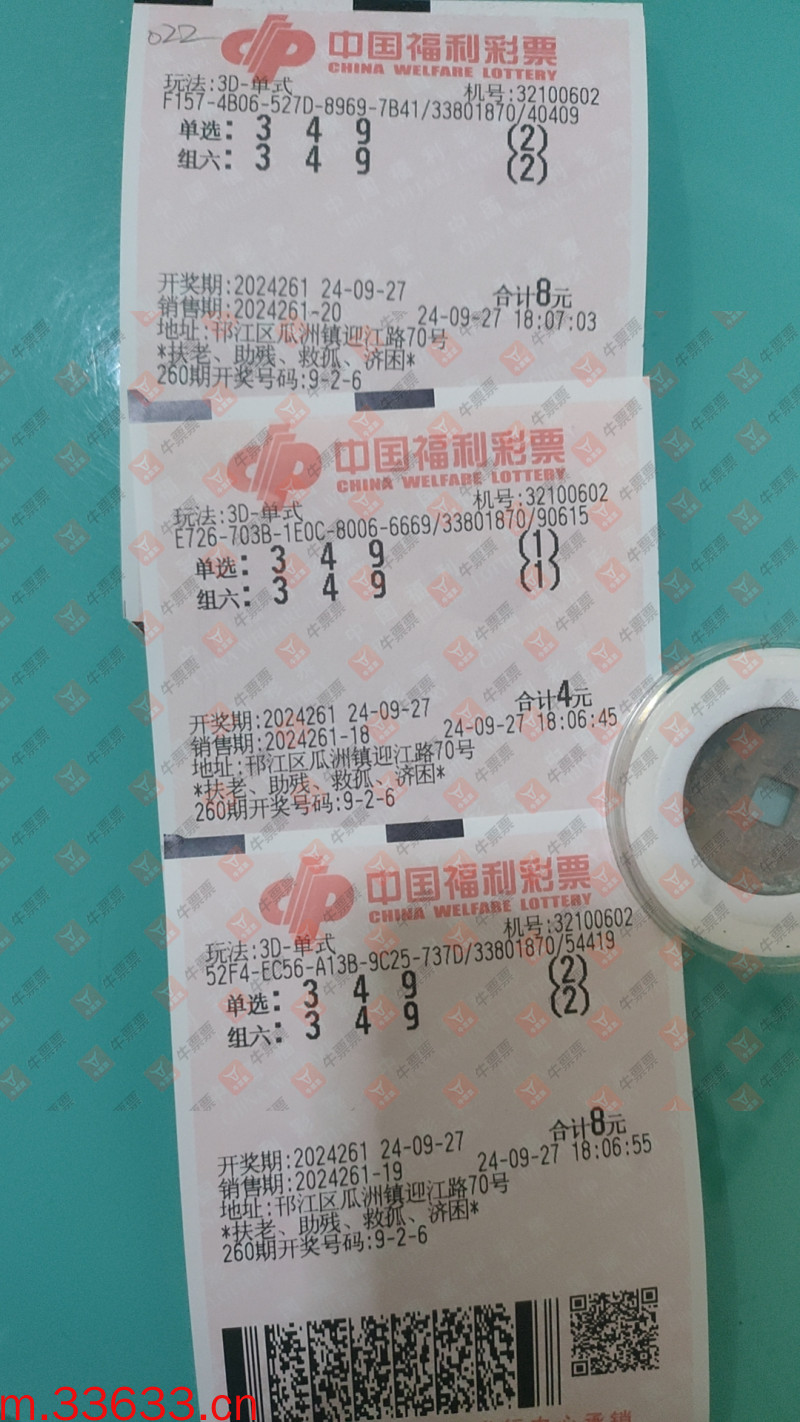 022
中国福利彩票
CHINA WELFARE LOTTERY
玩法:3D-单式 机号:32100602
F157-4B06-527D-8969-7B41/33801870/40409
单选: 3 4 9 (2)
组六: 3 4 9 (2)
开奖期:2024261 24-09-27 合计8元
销售期:2024261-20 24-09-27 18:07:03
地址:邗江区瓜洲镇迎江路70号
*扶老、助残、救孤、济困*
260期开奖号码:9-2-6
中国福利彩票
CHINA WELFARE LOTTERY
玩法:3D-单式 机号:32100602
E726-703B-1E0C-8006-6669/33801870/90615
单选: 3 4 9 (1)
组六: 3 4 9 (1)
开奖期:2024261 24-09-27 合计4元
销售期:2024261-18 24-09-27 18:06:45
地址:邗江区瓜洲镇迎江路70号
*扶老、助残、救孤、济困*
260期开奖号码:9-2-6
中国福利彩票
CHINA WELFARE LOTTERY
玩法:3D-单式 机号:32100602
52F4-EC56-A13B-9C25-737D/33801870/54419
单选: 3 4 9 (2)
组六: 3 4 9 (2)
开奖期:2024261 24-09-27 合计8元
销售期:2024261-19 24-09-27 18:06:55
地址:邗江区瓜洲镇迎江路70号
*扶老、助残、救孤、济困*
260期开奖号码:9-2-6
牛票票
m.33633.cn